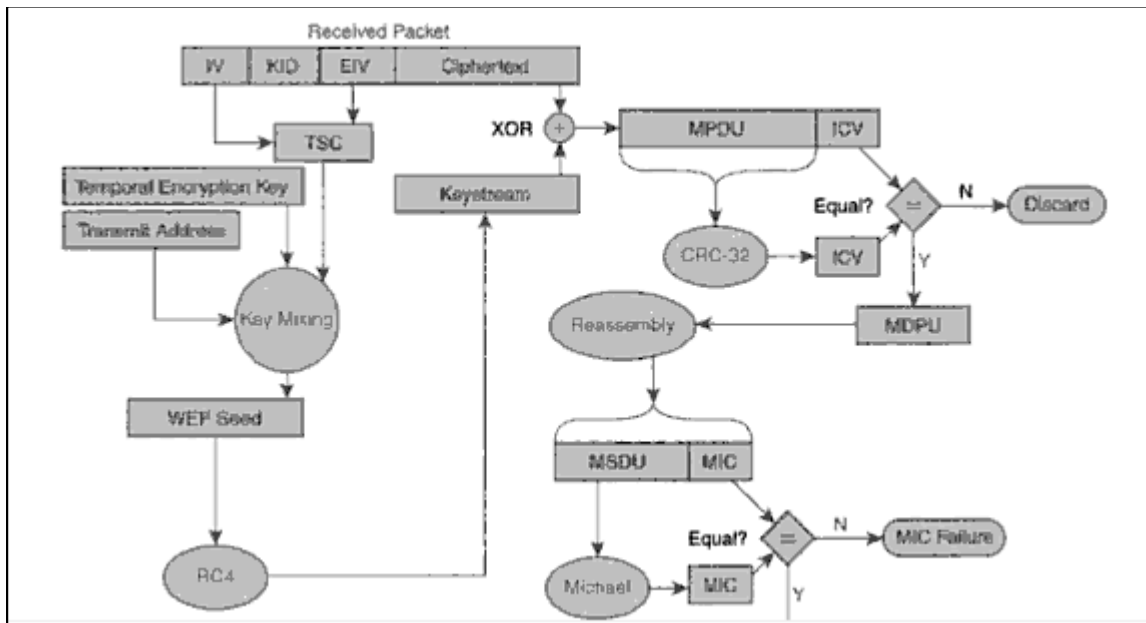 Received Packet
IV KID EIV Ciphertext
XOR + MPDU ICV
TSC
Temporal Encryption Key
Keystream
Transmit Address
Equal? = N Discard
CRC-32 ICV
Y
Key Mixing
Reassembly
MDPU
WEP Seed
MSDU MIC
Equal? = N MIC Failure
RC4
Michael MIC
Y